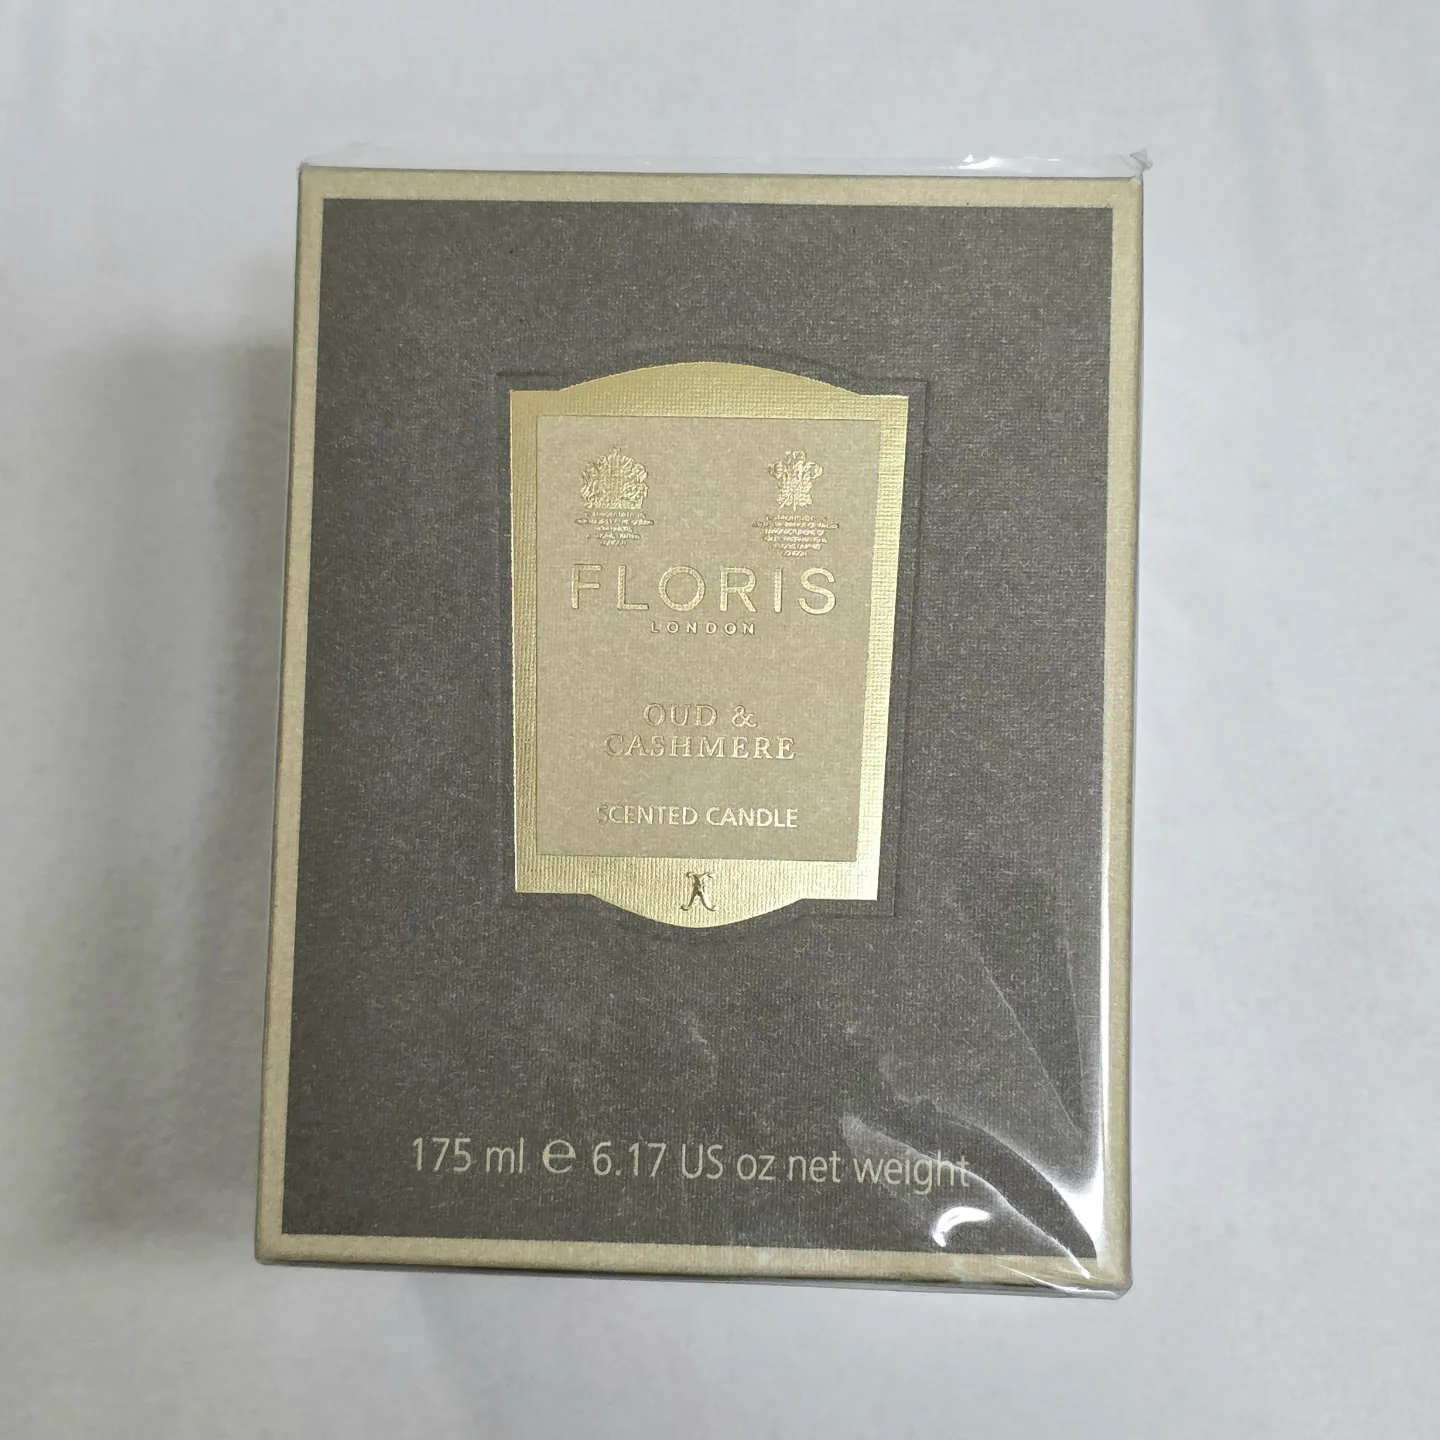 FLORIS
LONDON
OUD &
CASHMERE
SCENTED CANDLE
175 ml ℮ 6.17 US oz net weight